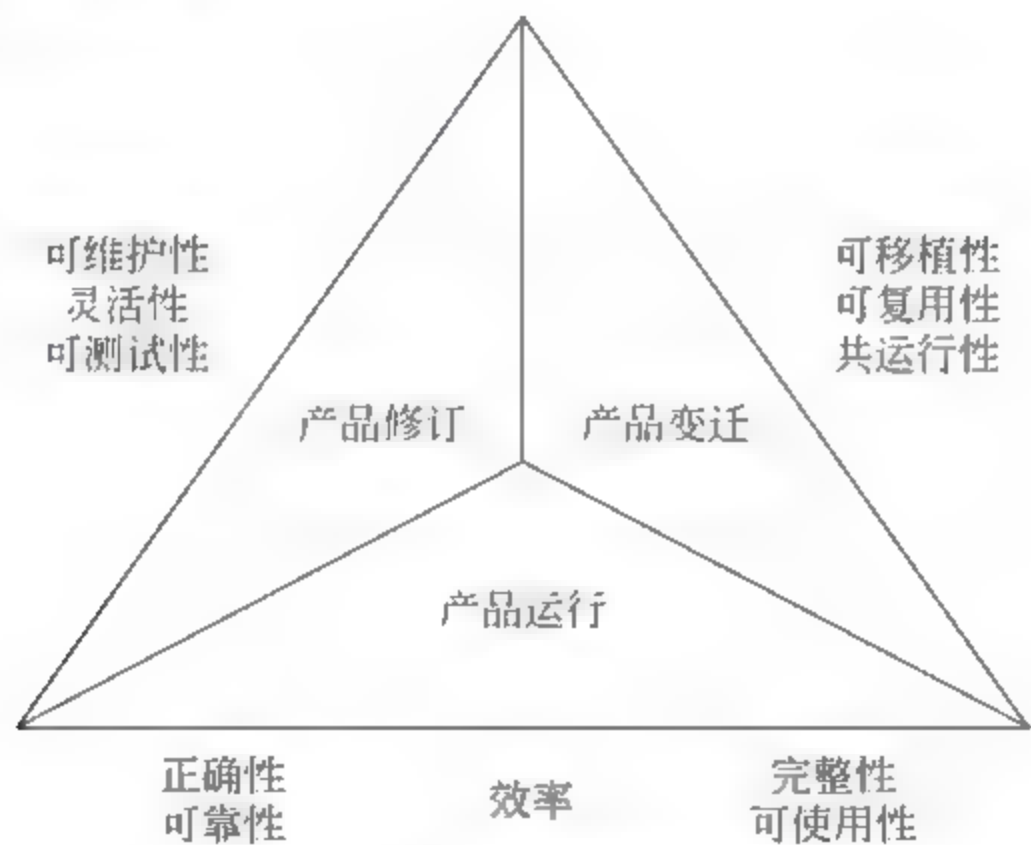 可维护性
灵活性
可测试性
可移植性
可复用性
共运行性
产品修订
产品变迁
产品运行
正确性
可靠性
效率
完整性
可使用性